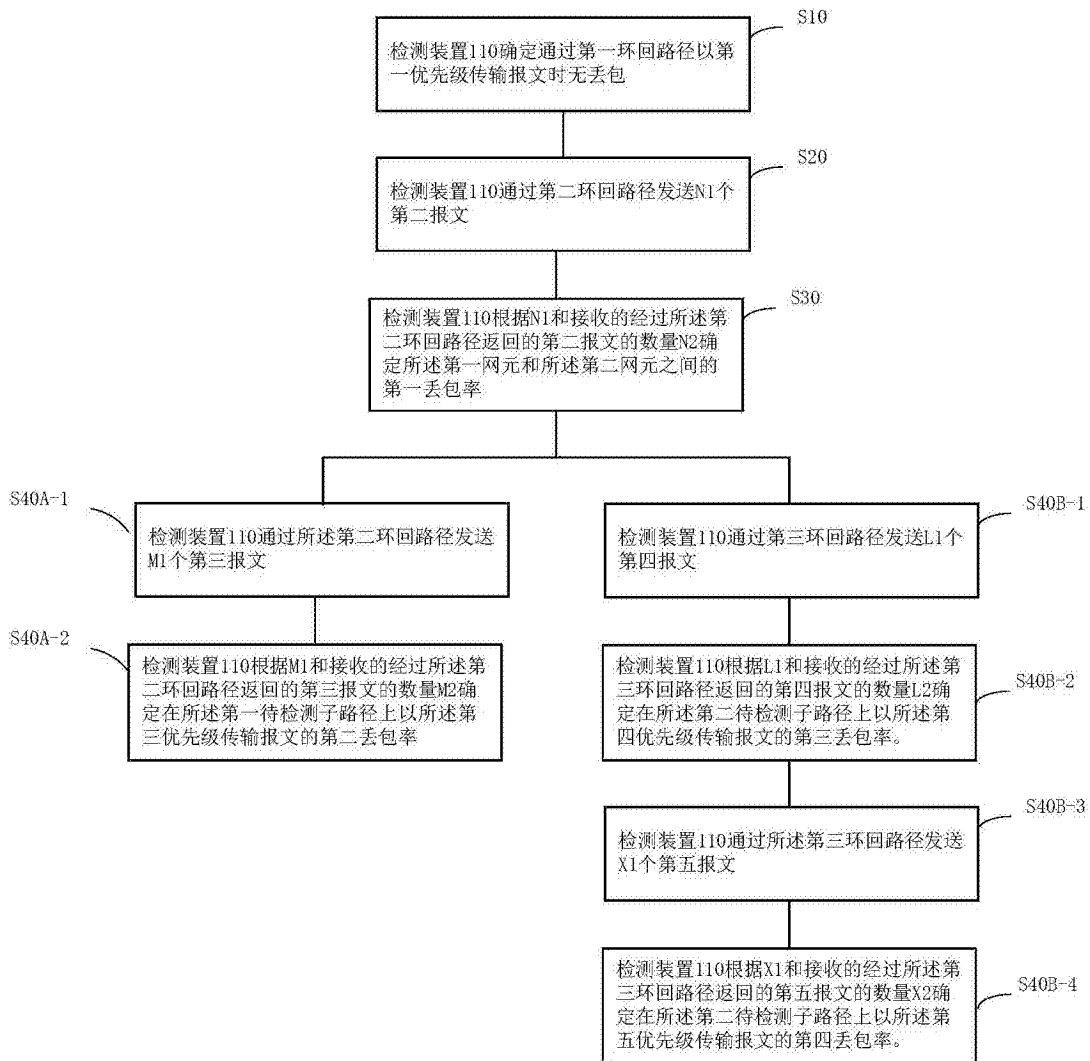 S10
检测装置110确定通过第一环回路径以第
一优先级传输报文时无丢包
S20
检测装置110通过第二环回路径发送N1个
第二报文
S30
检测装置110根据N1和接收的经过所述第
二环回路径返回的第二报文的数量N2确
定所述第一网元和所述第二网元之间的
第一丢包率
S40A-1
检测装置110通过所述第二环回路径发送
M1个第三报文
S40A-2
检测装置110根据M1和接收的经过所述第
二环回路径返回的第三报文的数量M2确
定在所述第一待检测子路径上以所述第
三优先级传输报文的第二丢包率
S40B-1
检测装置110通过第三环回路径发送L1个
第四报文
S40B-2
检测装置110根据L1和接收的经过所述第
三环回路径返回的第四报文的数量L2确
定在所述第二待检测子路径上以所述第
四优先级传输报文的第三丢包率。
S40B-3
检测装置110通过所述第三环回路径发送
X1个第五报文
S40B-4
检测装置110根据X1和接收的经过所述第
三环回路径返回的第五报文的数量X2确
定在所述第二待检测子路径上以所述第
五优先级传输报文的第四丢包率。